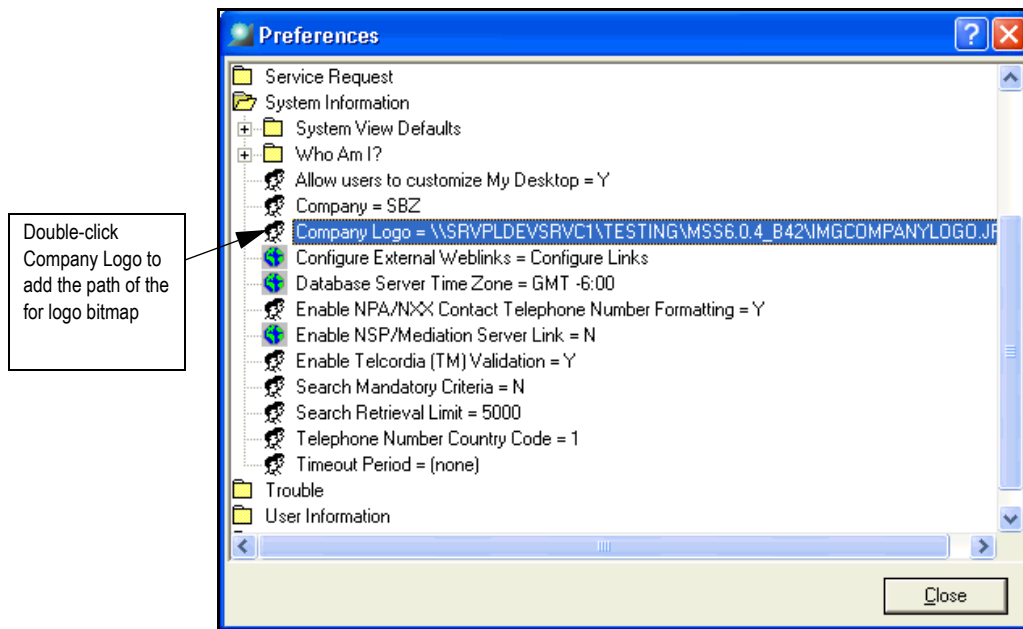 Preferences
Service Request
System Information
System View Defaults
Who Am I?
Allow users to customize My Desktop = Y
Company = SBZ
Company Logo = \\SRVPLDEVSRVC1\TESTING\MSS6.0.4_B42\IMGCOMPANYLOGO.JP
Configure External Weblinks = Configure Links
Database Server Time Zone = GMT -6:00
Enable NPA/NXX Contact Telephone Number Formatting = Y
Enable NSP/Mediation Server Link = N
Enable Telcordia (TM) Validation = Y
Search Mandatory Criteria = N
Search Retrieval Limit = 5000
Telephone Number Country Code = 1
Timeout Period = (none)
Trouble
User Information
Close
Double-click
Company Logo to
add the path of the
for logo bitmap